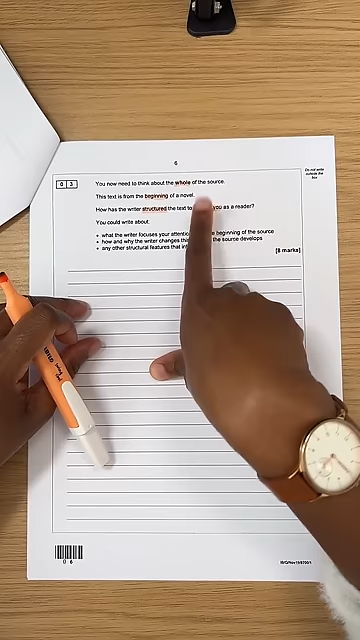 6
Do not write
outside the
box
0 3
You now need to think about the whole of the source.
This text is from the beginning of a novel.
How has the writer structured the text to you as a reader?
You could write about:
• what the writer focuses your attention the beginning of the source
• how and why the writer changes this the source develops
• any other structural features that
[8 marks]
0 6
IB/G/Nov19/8700/1